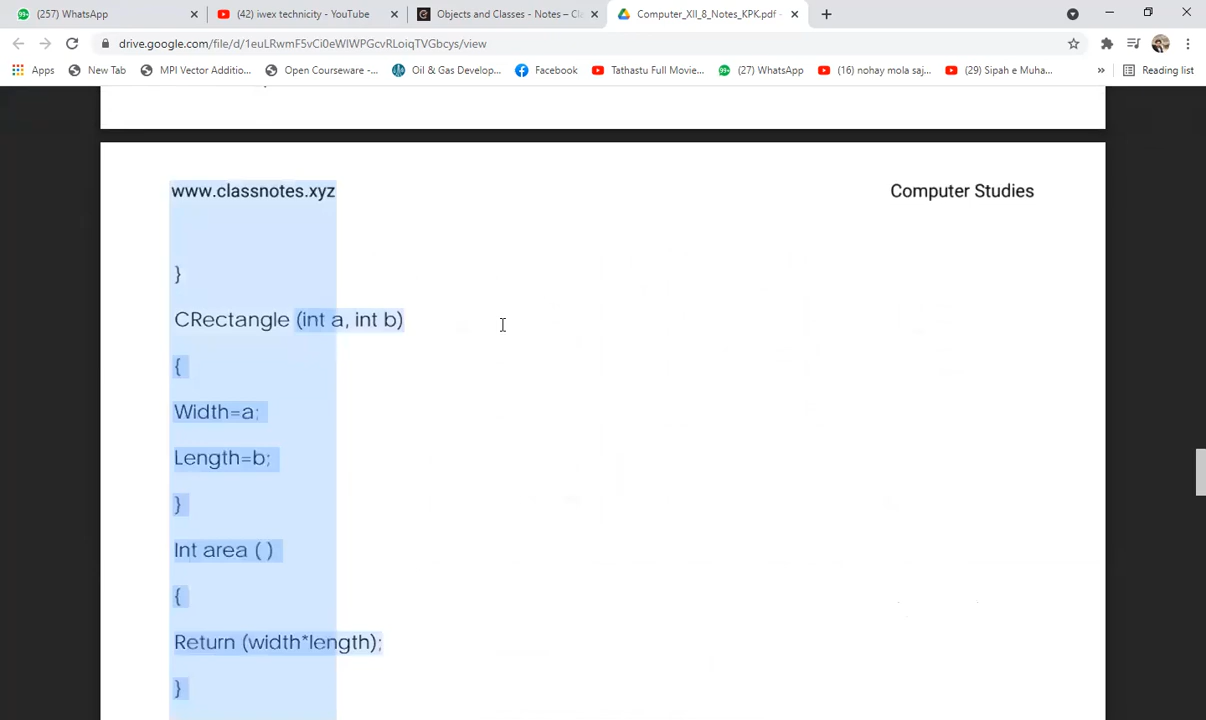 (257) WhatsApp
(42) iwex technicity - YouTube
Objects and Classes - Notes – Cl
Computer_XII_8_Notes_KPK.pdf -
drive.google.com/file/d/1euLRwmF5vCi0eWIWPGcvRLoiqTVGbcys/view
Apps
New Tab
MPI Vector Additio...
Open Courseware -...
Oil & Gas Develop...
Facebook
Tathastu Full Movie...
(27) WhatsApp
(16) nohay mola saj...
(29) Sipah e Muha...
»
Reading list
www.classnotes.xyz
Computer Studies
}
CRectangle (int a, int b)
{
Width=a;
Length=b;
}
Int area ( )
{
Return (width*length);
}